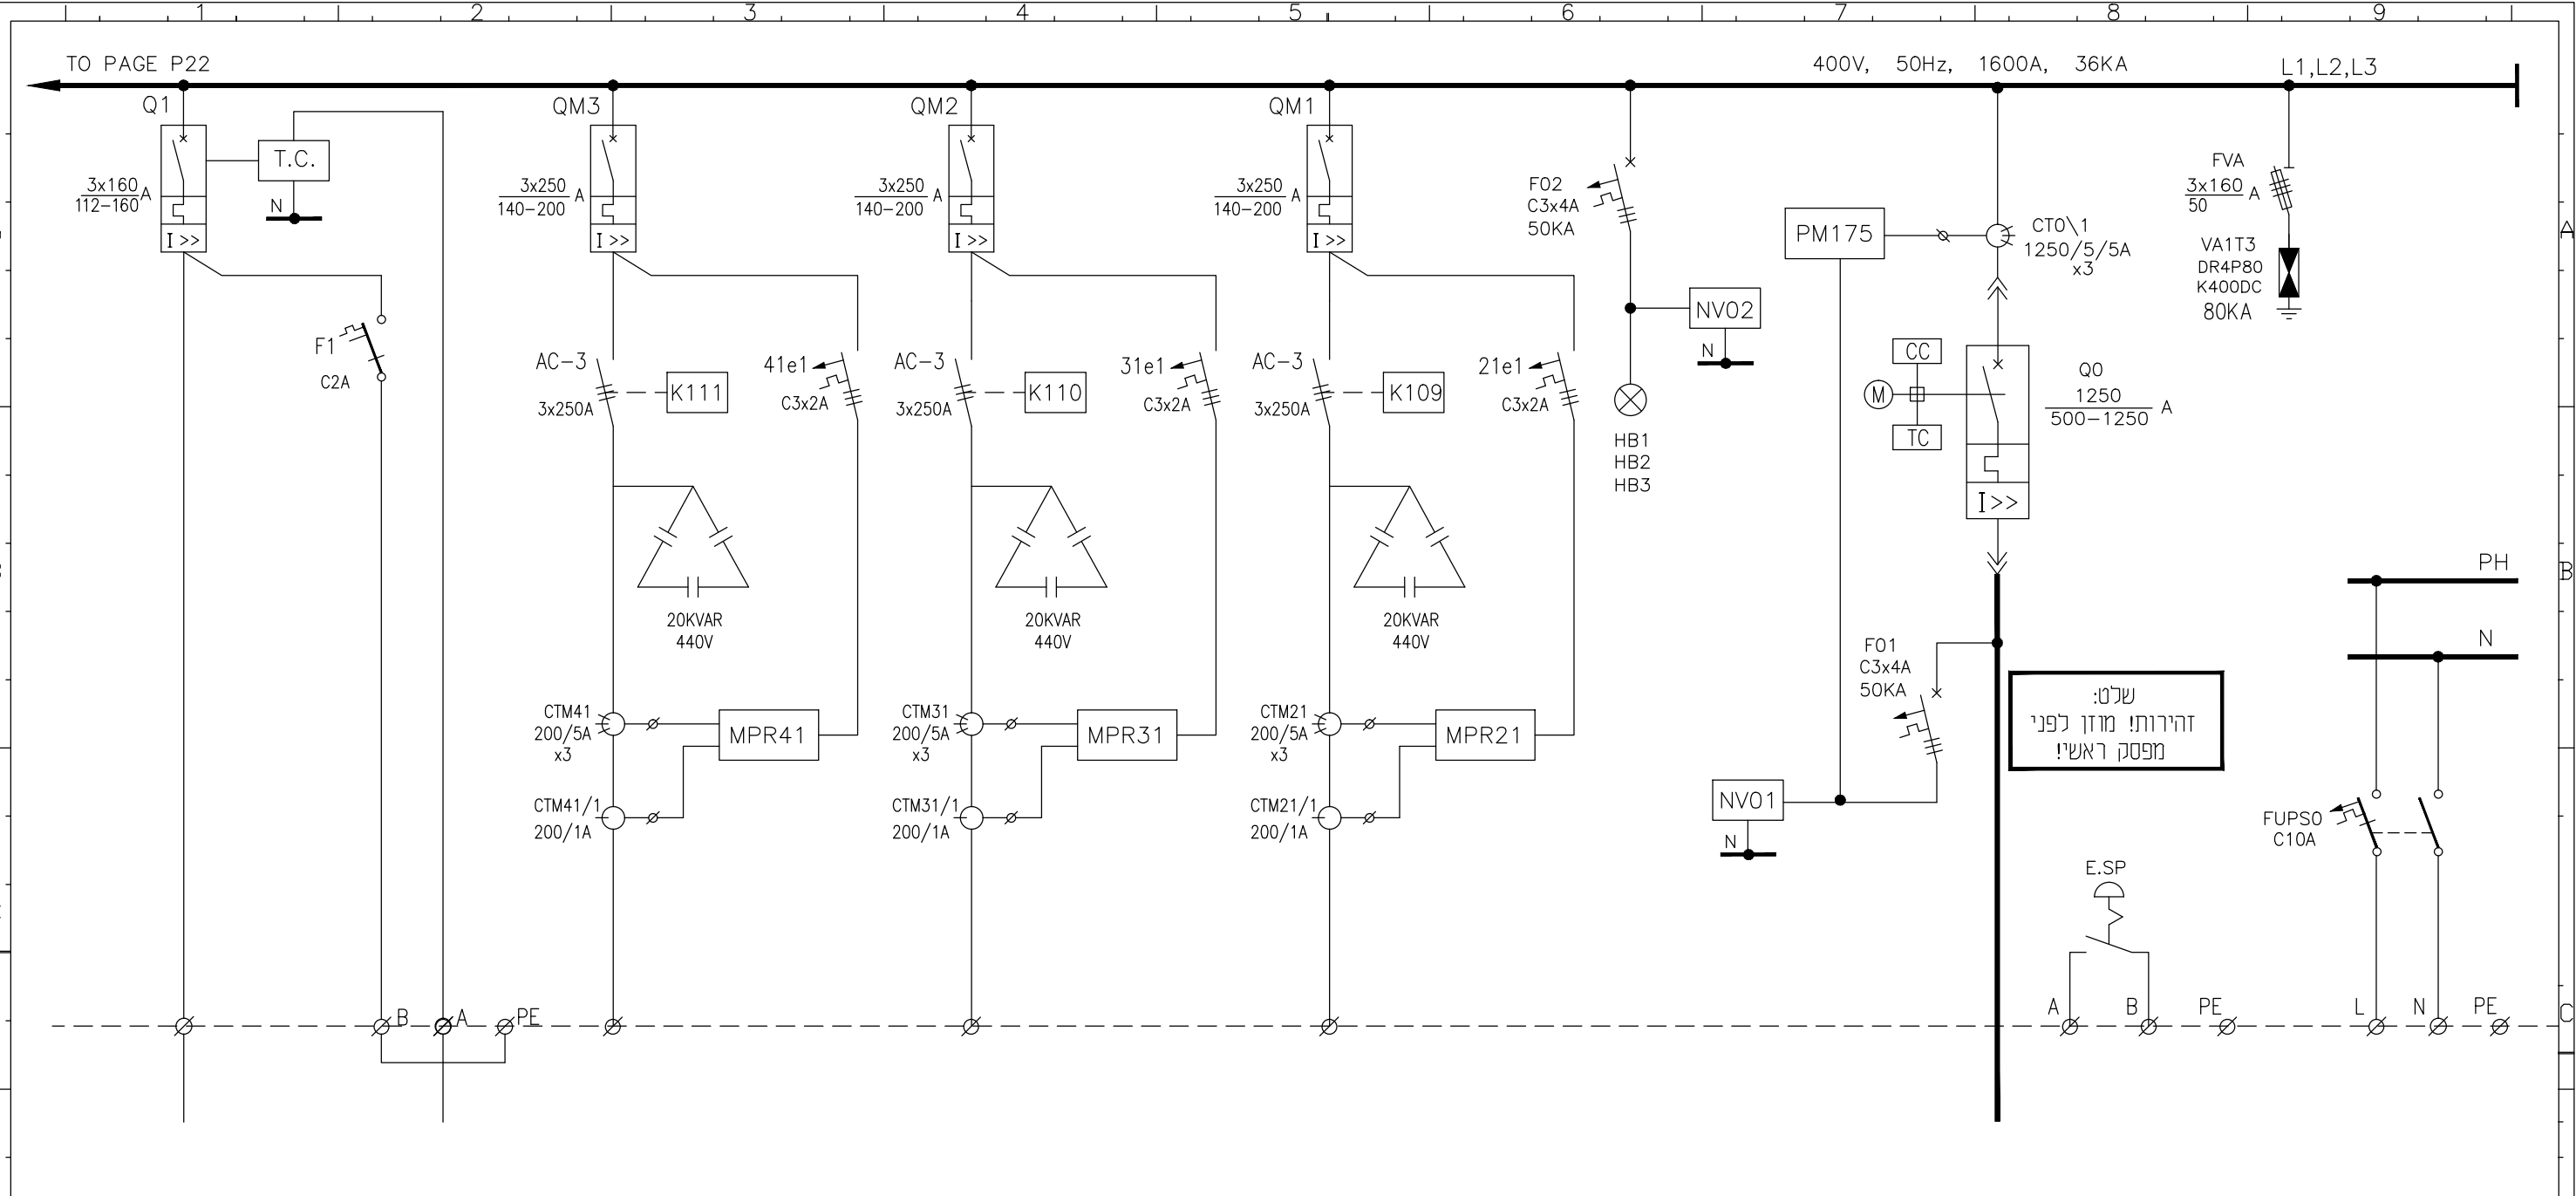 1 2 3 4 5 6 7 8 9
TO PAGE P22
400V, 50Hz, 1600A, 36KA
L1,L2,L3
Q1
3x160
112-160 A
T.C.
N
F1
C2A
B A PE
QM3
3x250
140-200 A
AC-3
3x250A
K111
41e1
C3x2A
20KVAR
440V
CTM41
200/5A
x3
MPR41
CTM41/1
200/1A
QM2
3x250
140-200 A
AC-3
3x250A
K110
31e1
C3x2A
20KVAR
440V
CTM31
200/5A
x3
MPR31
CTM31/1
200/1A
QM1
3x250
140-200 A
AC-3
3x250A
K109
21e1
C3x2A
20KVAR
440V
CTM21
200/5A
x3
MPR21
CTM21/1
200/1A
I >>
I >>
I >>
I >>
F02
C3x4A
50KA
NV02
N
HB1
HB2
HB3
PM175
CT0\1
1250/5/5A
x3
CC
M
TC
Q0
1250
500-1250 A
I >>
F01
C3x4A
50KA
NV01
N
שלט:
זהירות! מוזן לפני
מפסק ראשי!
E.SP
A B PE
FVA
3x160
50 A
VA1T3
DR4P80
K400DC
80KA
PH
N
FUPS0
C10A
L N PE
A
B
C